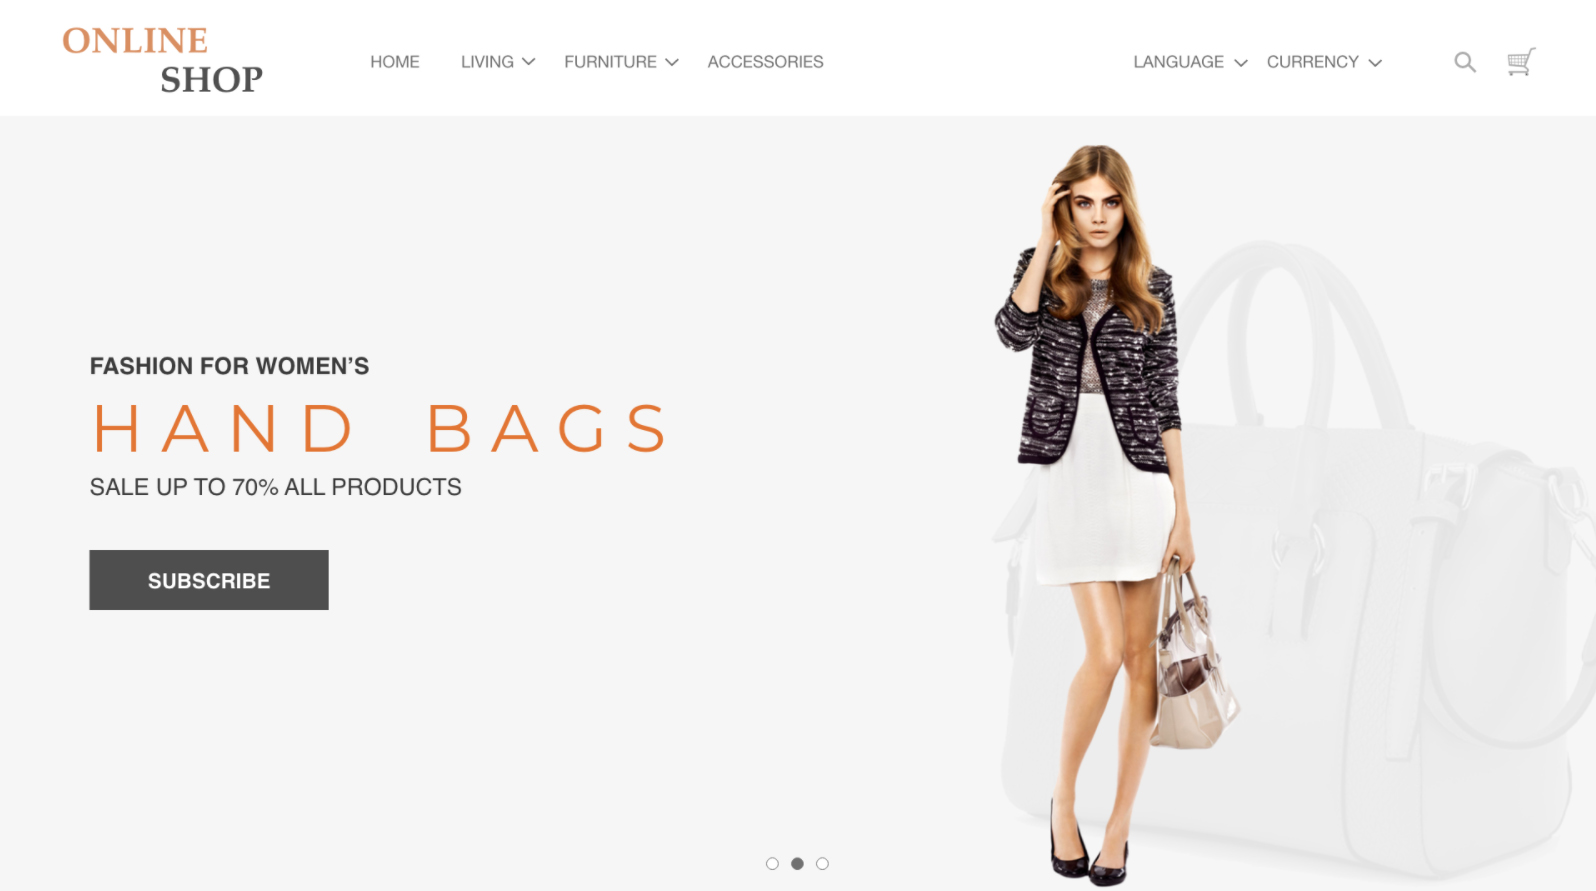 ONLINE
SHOP
HOME LIVING FURNITURE ACCESSORIES LANGUAGE CURRENCY
FASHION FOR WOMEN’S
HAND BAGS
SALE UP TO 70% ALL PRODUCTS
SUBSCRIBE